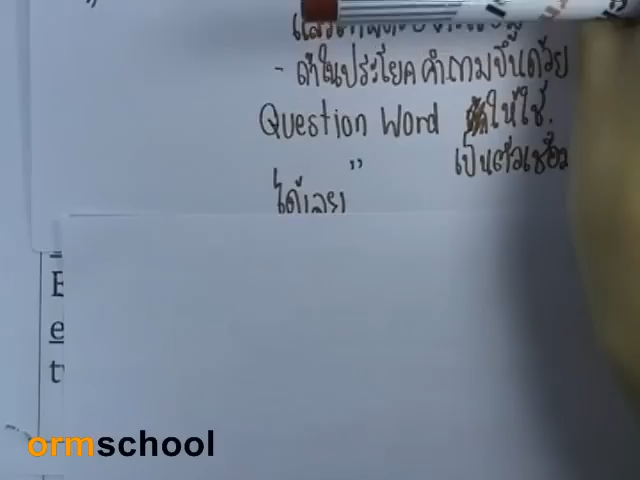 - ถ้าในประโยคคำถามขึ้นด้วย
Question Word ให้ใช้.
" เป็นตัวเชื่อม
ได้เลย
E
e
t
ormschool